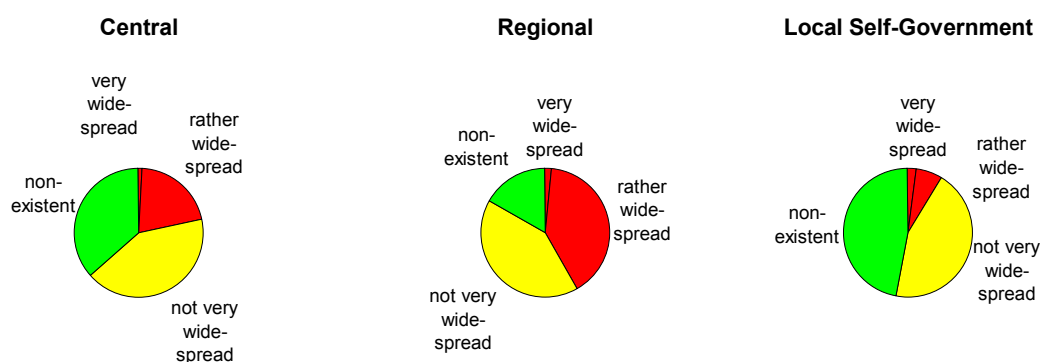 Central
very
wide-
spread
rather
wide-
spread
non-
existent
not very
wide-
spread
Regional
very
wide-
spread
non-
existent
rather
wide-
spread
not very
wide-
spread
Local Self-Government
very
wide-
spread
rather
wide-
spread
non-
existent
not very
wide-
spread